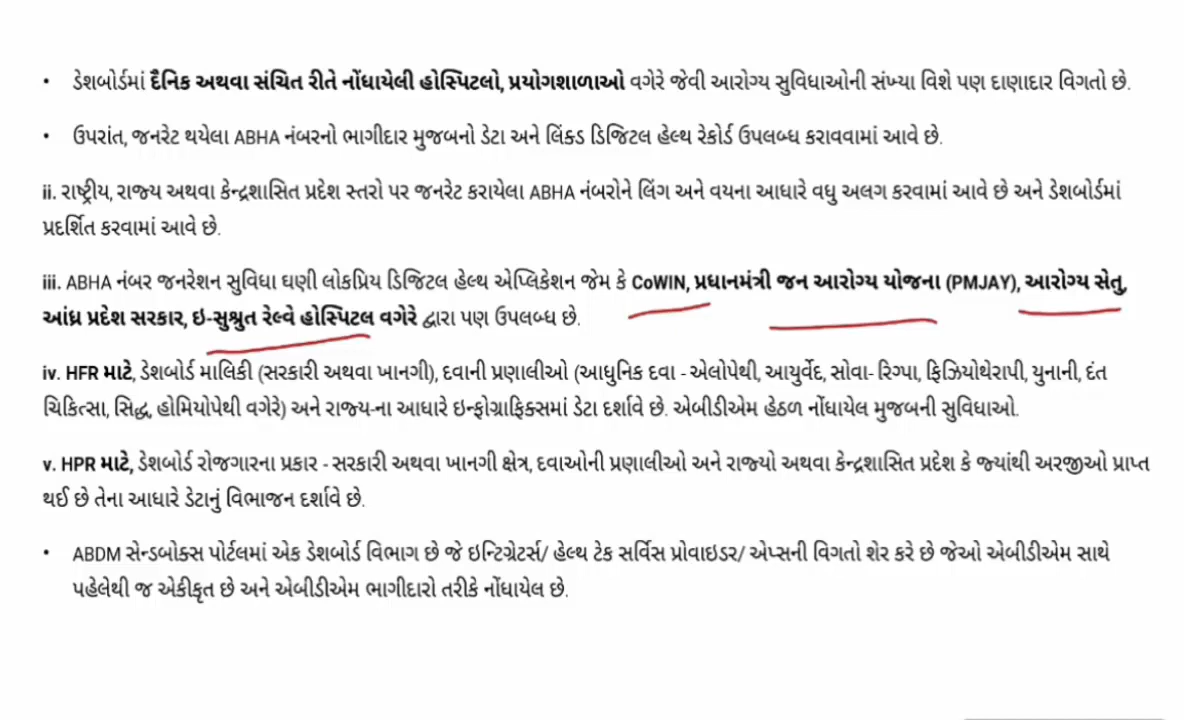 • ડેશબોર્ડમાં દૈનિક અથવા સંચિત રીતે નોંધાયેલી હોસ્પિટલો, પ્રયોગશાળાઓ વગેરે જેવી આરોગ્ય સુવિધાઓની સંખ્યા વિશે પણ દાણાદાર વિગતો છે.
• ઉપરાંત, જનરેટ થયેલા ABHA નંબરનો ભાગીદાર મુજબનો ડેટા અને લિંક્ડ ડિજિટલ હેલ્થ રેકોર્ડ ઉપલબ્ધ કરાવવામાં આવે છે.
ii. રાષ્ટ્રીય, રાજ્ય અથવા કેન્દ્રશાસિત પ્રદેશ સ્તરો પર જનરેટ કરાયેલા ABHA નંબરોને લિંગ અને વયના આધારે વધુ અલગ કરવામાં આવે છે અને ડેશબોર્ડમાં
પ્રદર્શિત કરવામાં આવે છે.
iii. ABHA નંબર જનરેશન સુવિધા ઘણી લોકપ્રિય ડિજિટલ હેલ્થ એપ્લિકેશન જેમ કે CoWIN, પ્રધાનમંત્રી જન આરોગ્ય યોજના (PMJAY), આરોગ્ય સેતુ,
આંધ્ર પ્રદેશ સરકાર, ઇ-સુશ્રુત રેલ્વે હોસ્પિટલ વગેરે દ્વારા પણ ઉપલબ્ધ છે.
iv. HFR માટે, ડેશબોર્ડ માલિકી (સરકારી અથવા ખાનગી), દવાની પ્રણાલીઓ (આધુનિક દવા - એલોપેથી, આયુર્વેદ, સોવા- રિગ્પા, ફિઝિયોથેરાપી, યુનાની, દંત
ચિકિત્સા, સિદ્ધ, હોમિયોપેથી વગેરે) અને રાજ્ય-ના આધારે ઇન્ફોગ્રાફિક્સમાં ડેટા દર્શાવે છે. એબીડીએમ હેઠળ નોંધાયેલ મુજબની સુવિધાઓ.
v. HPR માટે, ડેશબોર્ડ રોજગારના પ્રકાર - સરકારી અથવા ખાનગી ક્ષેત્ર, દવાઓની પ્રણાલીઓ અને રાજ્યો અથવા કેન્દ્રશાસિત પ્રદેશ કે જ્યાંથી અરજીઓ પ્રાપ્ત
થઈ છે તેના આધારે ડેટાનું વિભાજન દર્શાવે છે.
• ABDM સેન્ડબોક્સ પોર્ટલમાં એક ડેશબોર્ડ વિભાગ છે જે ઇન્ટિગ્રેટર્સ/ હેલ્થ ટેક સર્વિસ પ્રોવાઇડર/ એપ્સની વિગતો શેર કરે છે જેઓ એબીડીએમ સાથે
પહેલેથી જ એકીકૃત છે અને એબીડીએમ ભાગીદારો તરીકે નોંધાયેલ છે.